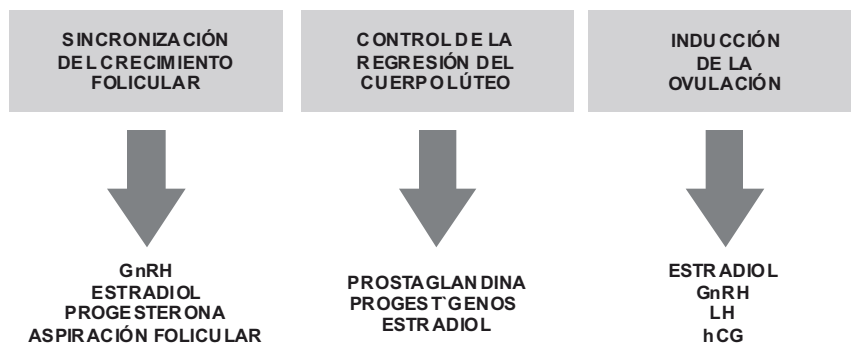 SINCRONIZACIÓN
DEL CRECIMIENTO
FOLICULAR
CONTROL DE LA
REGRESIÓN DEL
CUERPO LÚTEO
INDUCCIÓN
DE LA
OVULACIÓN
GnRH
ESTRADIOL
PROGESTERONA
ASPIRACIÓN FOLICULAR
PROSTAGLANDINA
PROGEST`GENOS
ESTRADIOL
ESTRADIOL
GnRH
LH
hCG